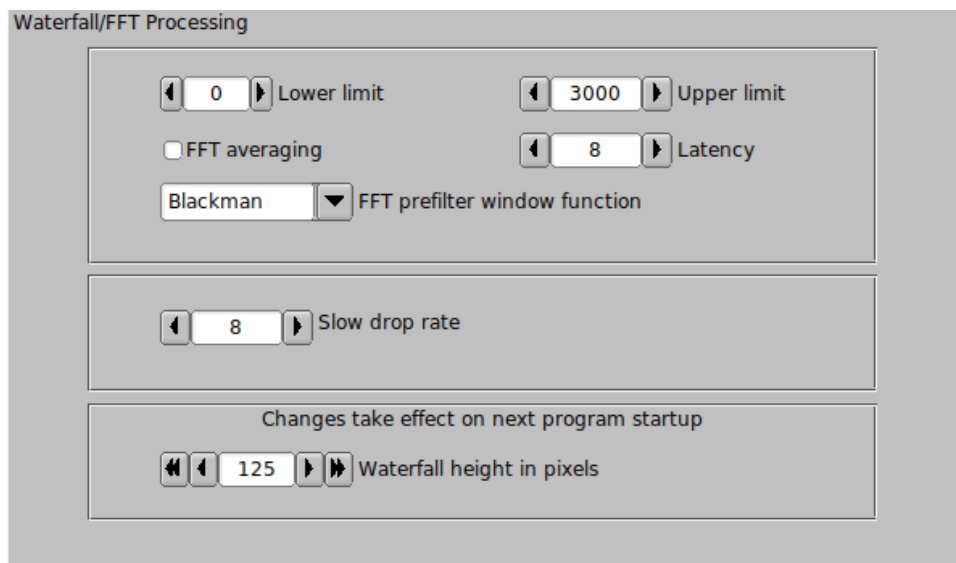 Waterfall/FFT Processing
0 Lower limit 3000 Upper limit
FFT averaging 8 Latency
Blackman FFT prefilter window function
8 Slow drop rate
Changes take effect on next program startup
125 Waterfall height in pixels